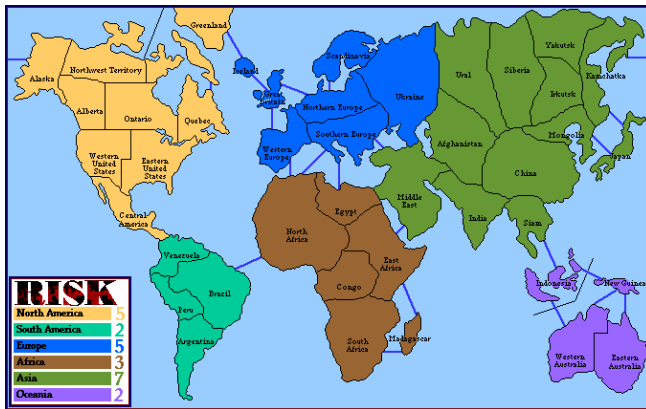 Greenland
Alaska
Northwest Territory
Alberta
Ontario
Quebec
Western
United
States
Eastern
United
States
Central
America
Venezuela
Brazil
Peru
Argentina
Iceland
Scandinavia
Great
Britain
Northern Europe
Ukraine
Western
Europe
Southern Europe
North
Africa
Egypt
East
Africa
Congo
South
Africa
Madagascar
Ural
Siberia
Yakutsk
Kamchatka
Irkutsk
Mongolia
Japan
Afghanistan
China
Middle
East
India
Siam
Indonesia
New Guinea
Western
Australia
Eastern
Australia
RISK
North America 5
South America 2
Europe 5
Africa 3
Asia 7
Oceania 2